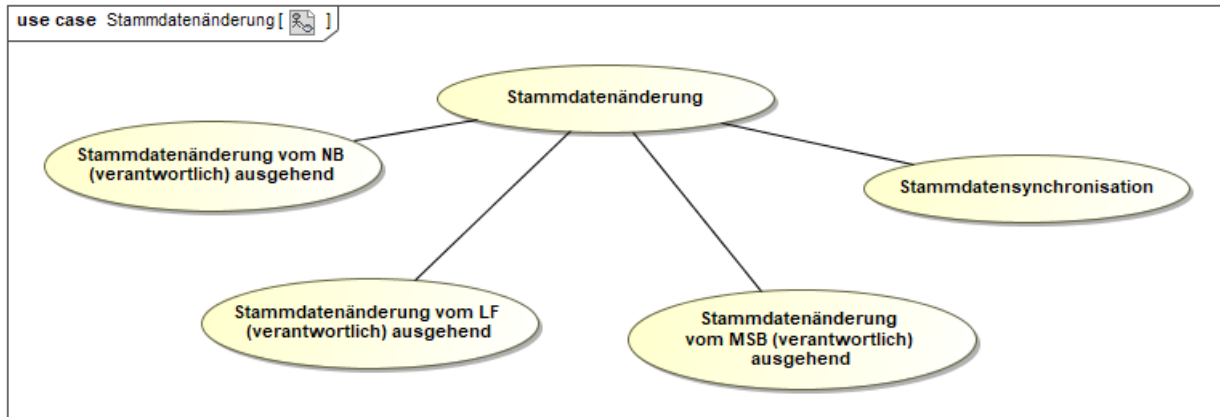 use case Stammdatenänderung [ ]
Stammdatenänderung
Stammdatenänderung vom NB
(verantwortlich) ausgehend
Stammdatensynchronisation
Stammdatenänderung vom LF
(verantwortlich) ausgehend
Stammdatenänderung
vom MSB (verantwortlich)
ausgehend